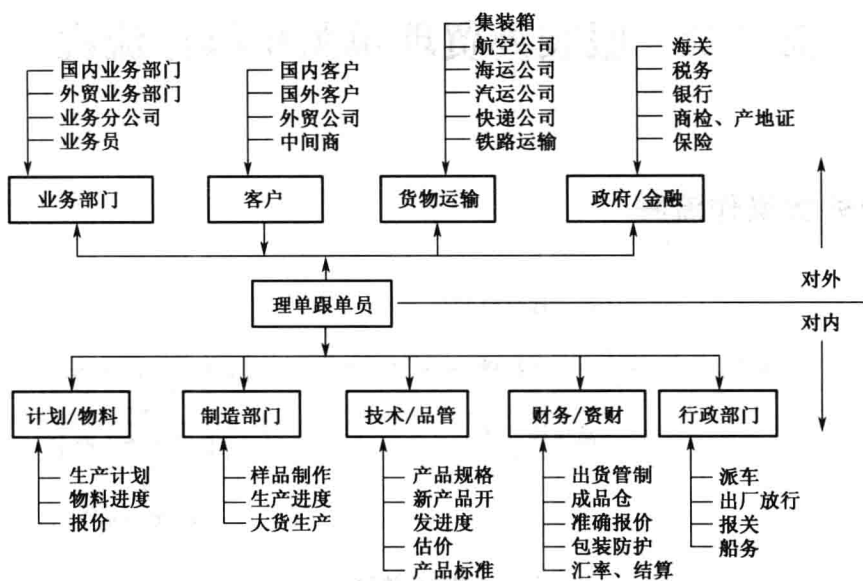 国内业务部门
外贸业务部门
业务分公司
业务员
国内客户
国外客户
外贸公司
中间商
集装箱
航空公司
海运公司
汽运公司
快递公司
铁路运输
海关
税务
银行
商检、产地证
保险
业务部门
客户
货物运输
政府/金融
对外
理单跟单员
对内
计划/物料
制造部门
技术/品管
财务/资财
行政部门
生产计划
物料进度
报价
样品制作
生产进度
大货生产
产品规格
新产品开
发进度
估价
产品标准
出货管制
成品仓
准确报价
包装防护
汇率、结算
派车
出厂放行
报关
船务